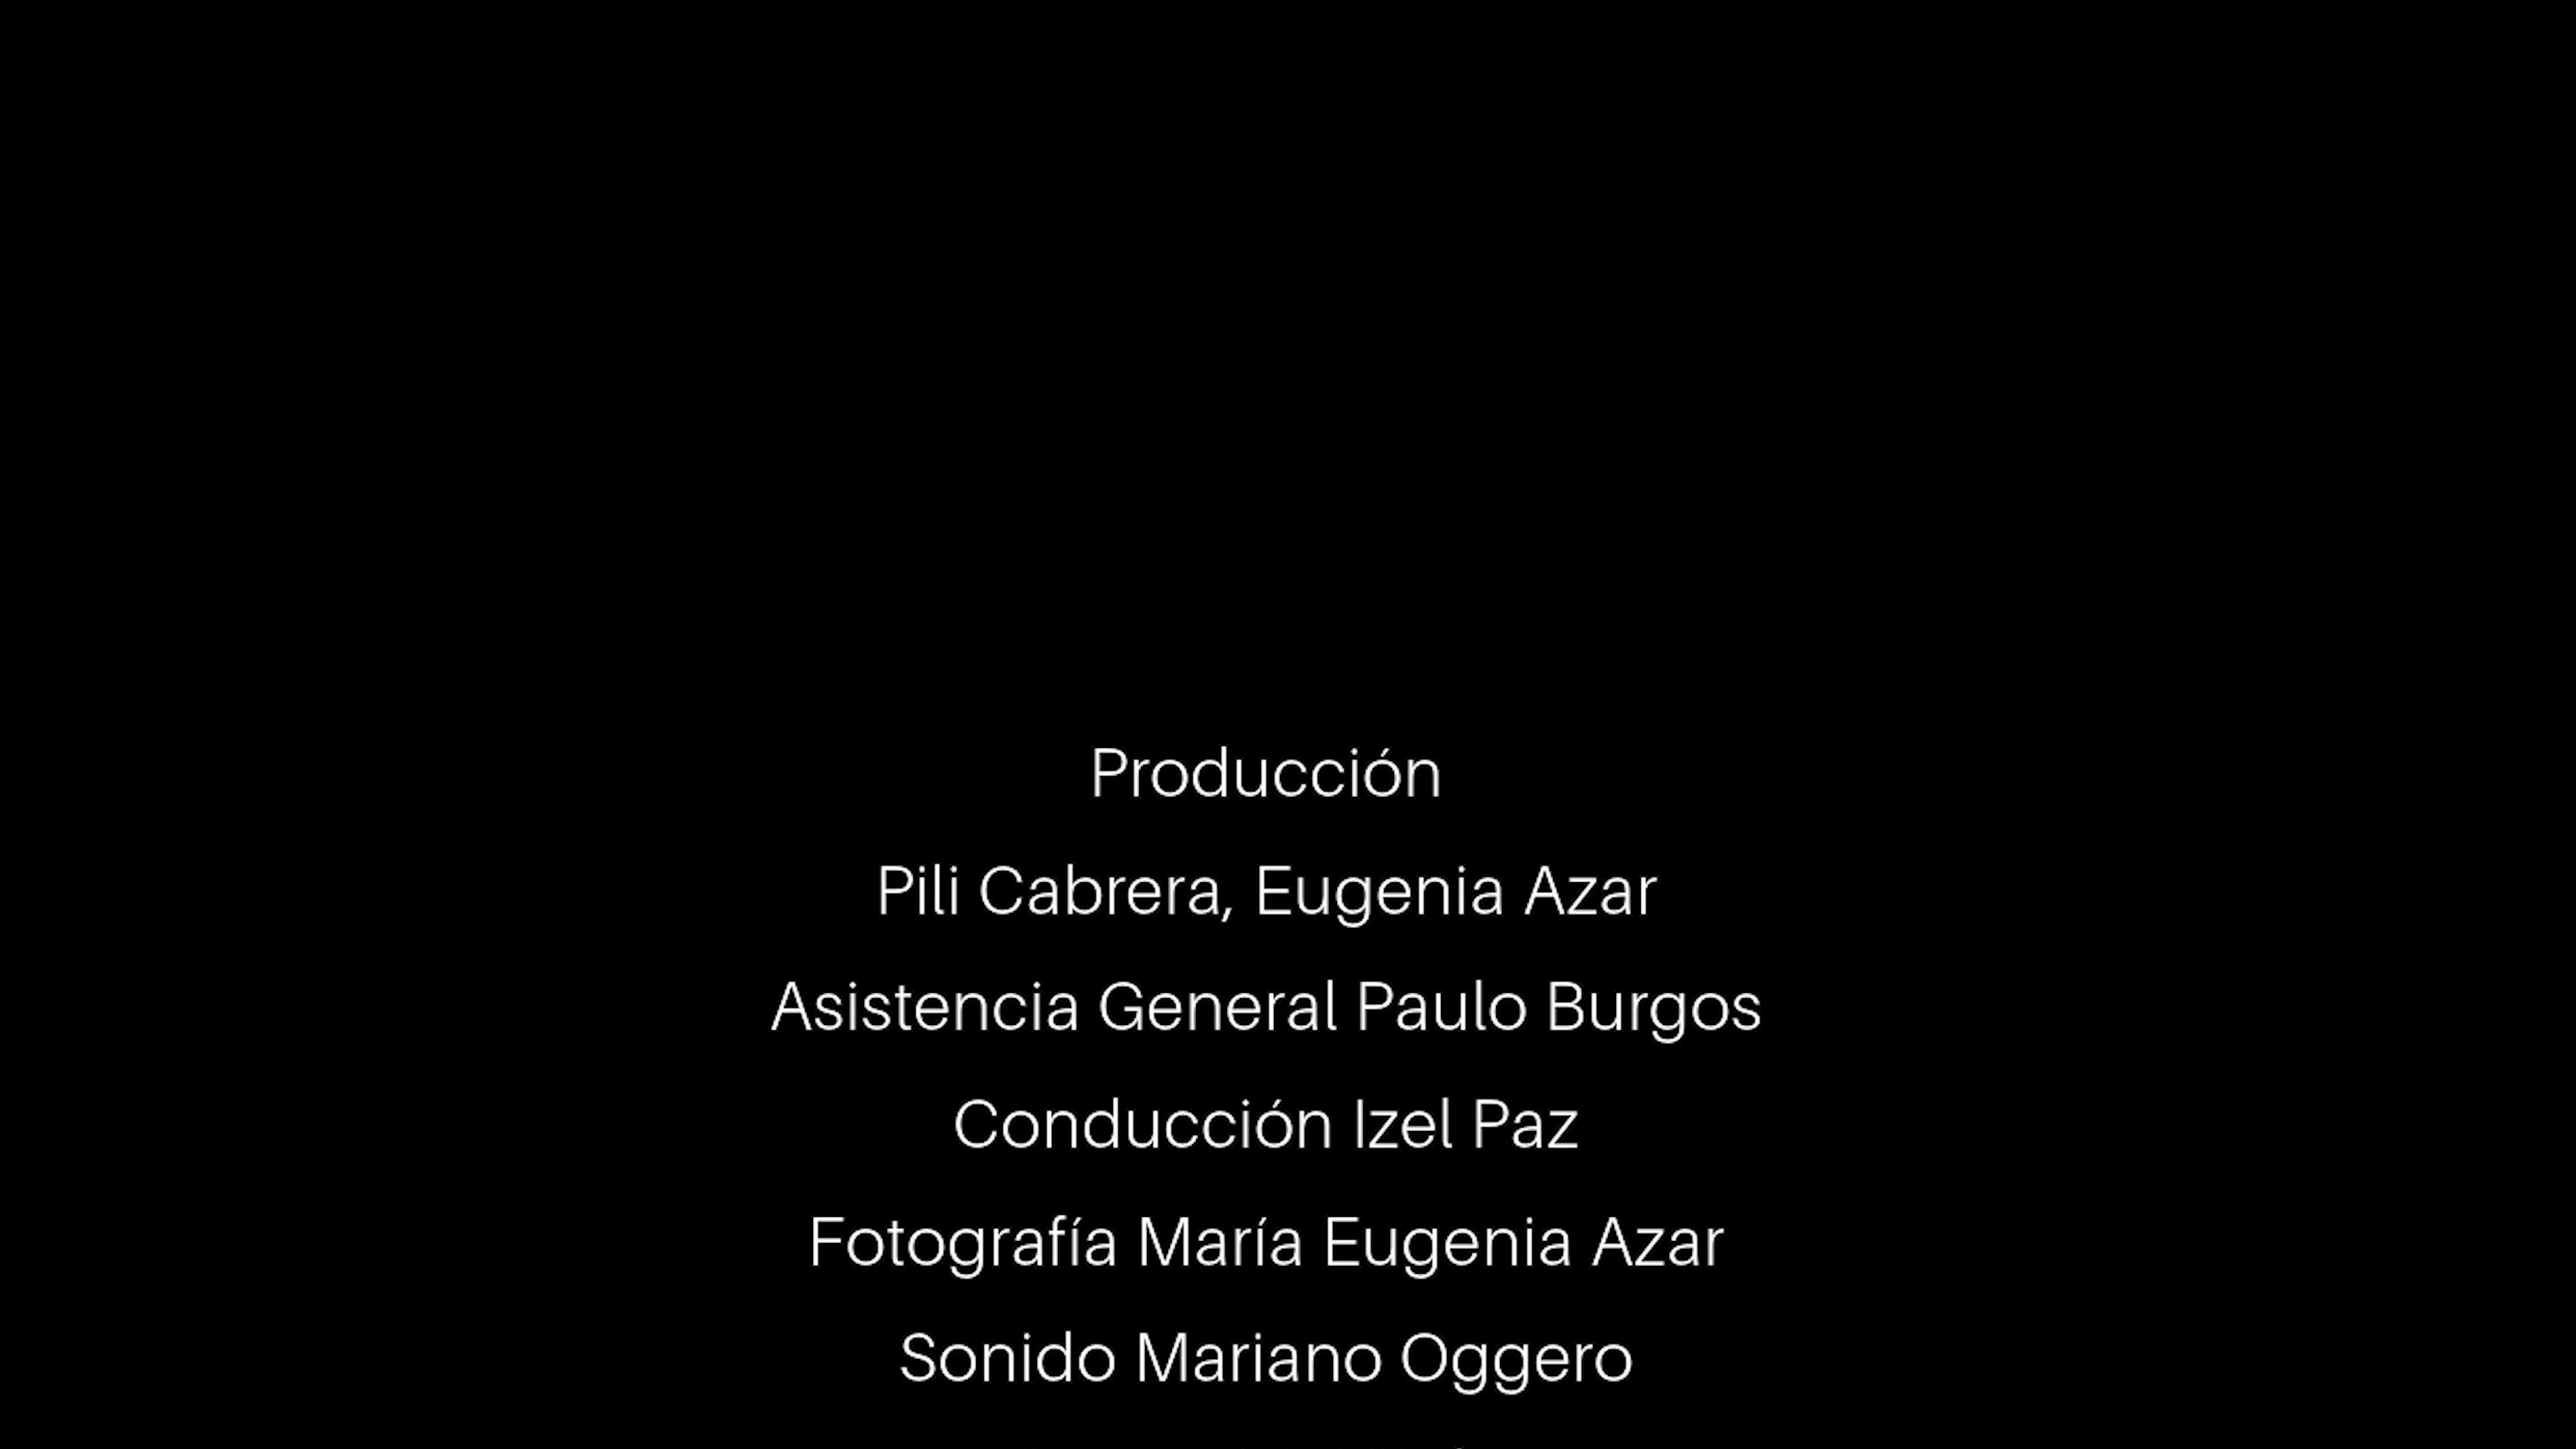 Producción
Pili Cabrera, Eugenia Azar
Asistencia General Paulo Burgos
Conducción Izel Paz
Fotografía María Eugenia Azar
Sonido Mariano Oggero